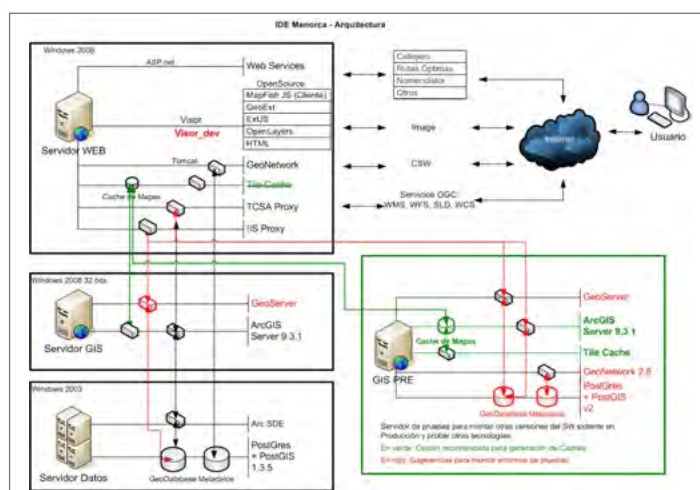 IDE Menorca - Arquitectura
Windows 2008
ASP.net
Web Services
OpenSource
MapFish JS (Cliente)
GeoExt
ExtJS
OpenLayers
HTML
Visor
Visor_dev
Servidor WEB
Tomcat
GeoNetwork
Tile Cache
Cache de Mapas
TCSA Proxy
IIS Proxy
Callejero
Rutas Optimas
Nomenclator
Otros
Image
CSW
Servicios OGC:
WMS, WFS, SLD, WCS
Internet
Usuario
Windows 2008 32 bits
GeoServer
ArcGIS
Server 9.3.1
Servidor GIS
Windows 2003
Arc SDE
PostGres
+ PostGIS
1.3.5
Servidor Datos
GeoDatabase Metadatos
GeoServer
ArcGIS
Server 9.3.1
Cache de Mapas
Tile Cache
GIS PRE
GeoNetwork 2.8
PostGres
+ PostGIS
v2
GeoDatabase Metadatos
Servidor de pruebas para montar otras versiones del SW existente en
Producción y probar otros tecnologías:
En verde: Opción recomendada para generación de Cachés
En rojo: Sugerencias para montar entornos de pruebas.